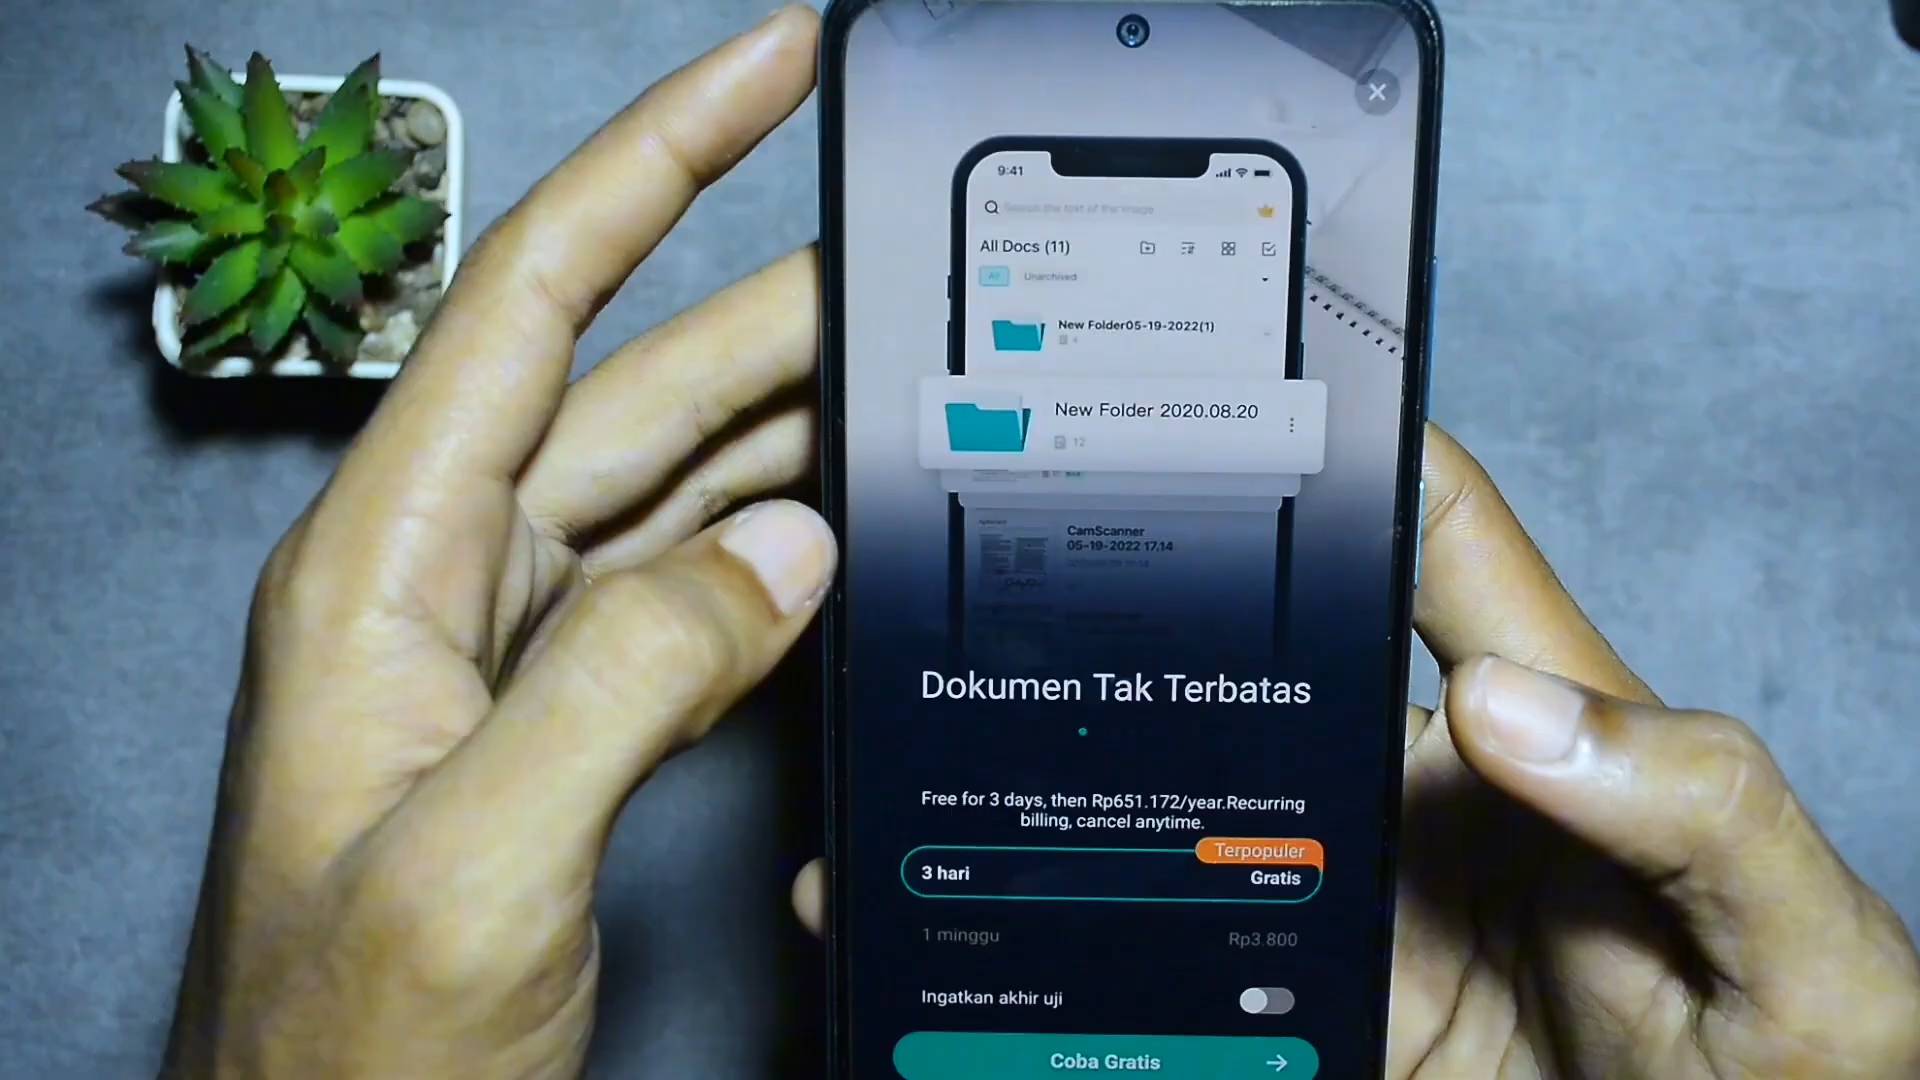 9:41
Search the text of the image
All Docs (11)
All
Unarchived
New Folder05-19-2022(1)
4
New Folder 2020.08.20
12
CamScanner
05-19-2022 17.14
Dokumen Tak Terbatas
Free for 3 days, then Rp651.172/year.Recurring
billing, cancel anytime.
Terpopuler
3 hari
Gratis
1 minggu
Rp3.800
Ingatkan akhir uji
Coba Gratis